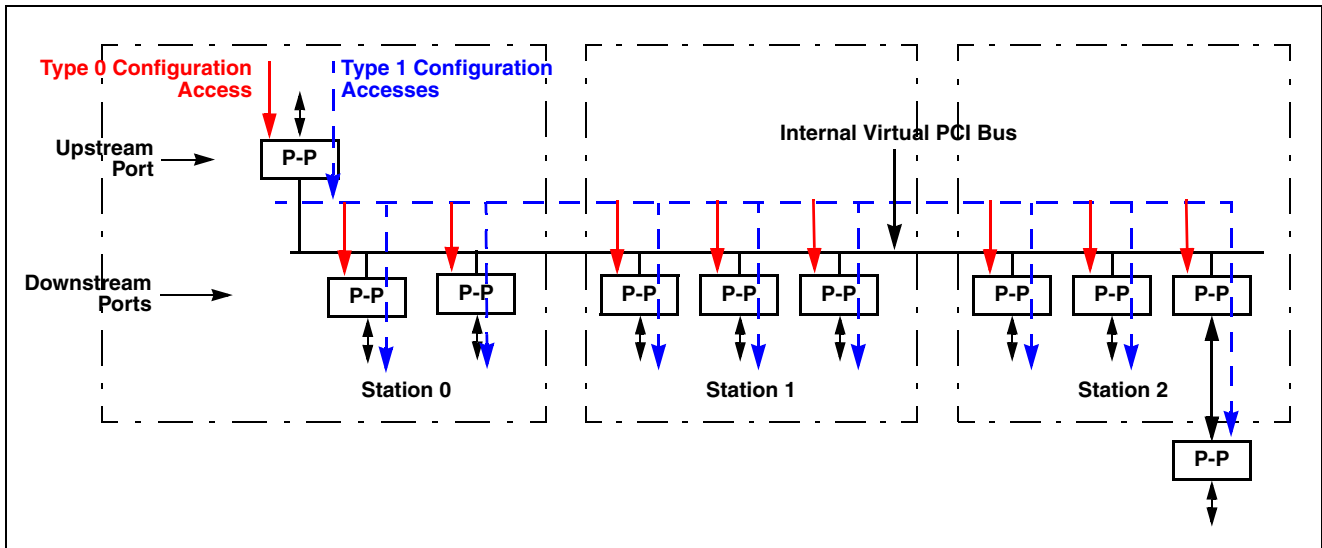 Type 0 Configuration
Access
Type 1 Configuration
Accesses
Internal Virtual PCI Bus
Upstream
Port
P-P
Downstream
Ports
P-P
P-P
P-P
P-P
P-P
P-P
P-P
P-P
Station 0
Station 1
Station 2
P-P